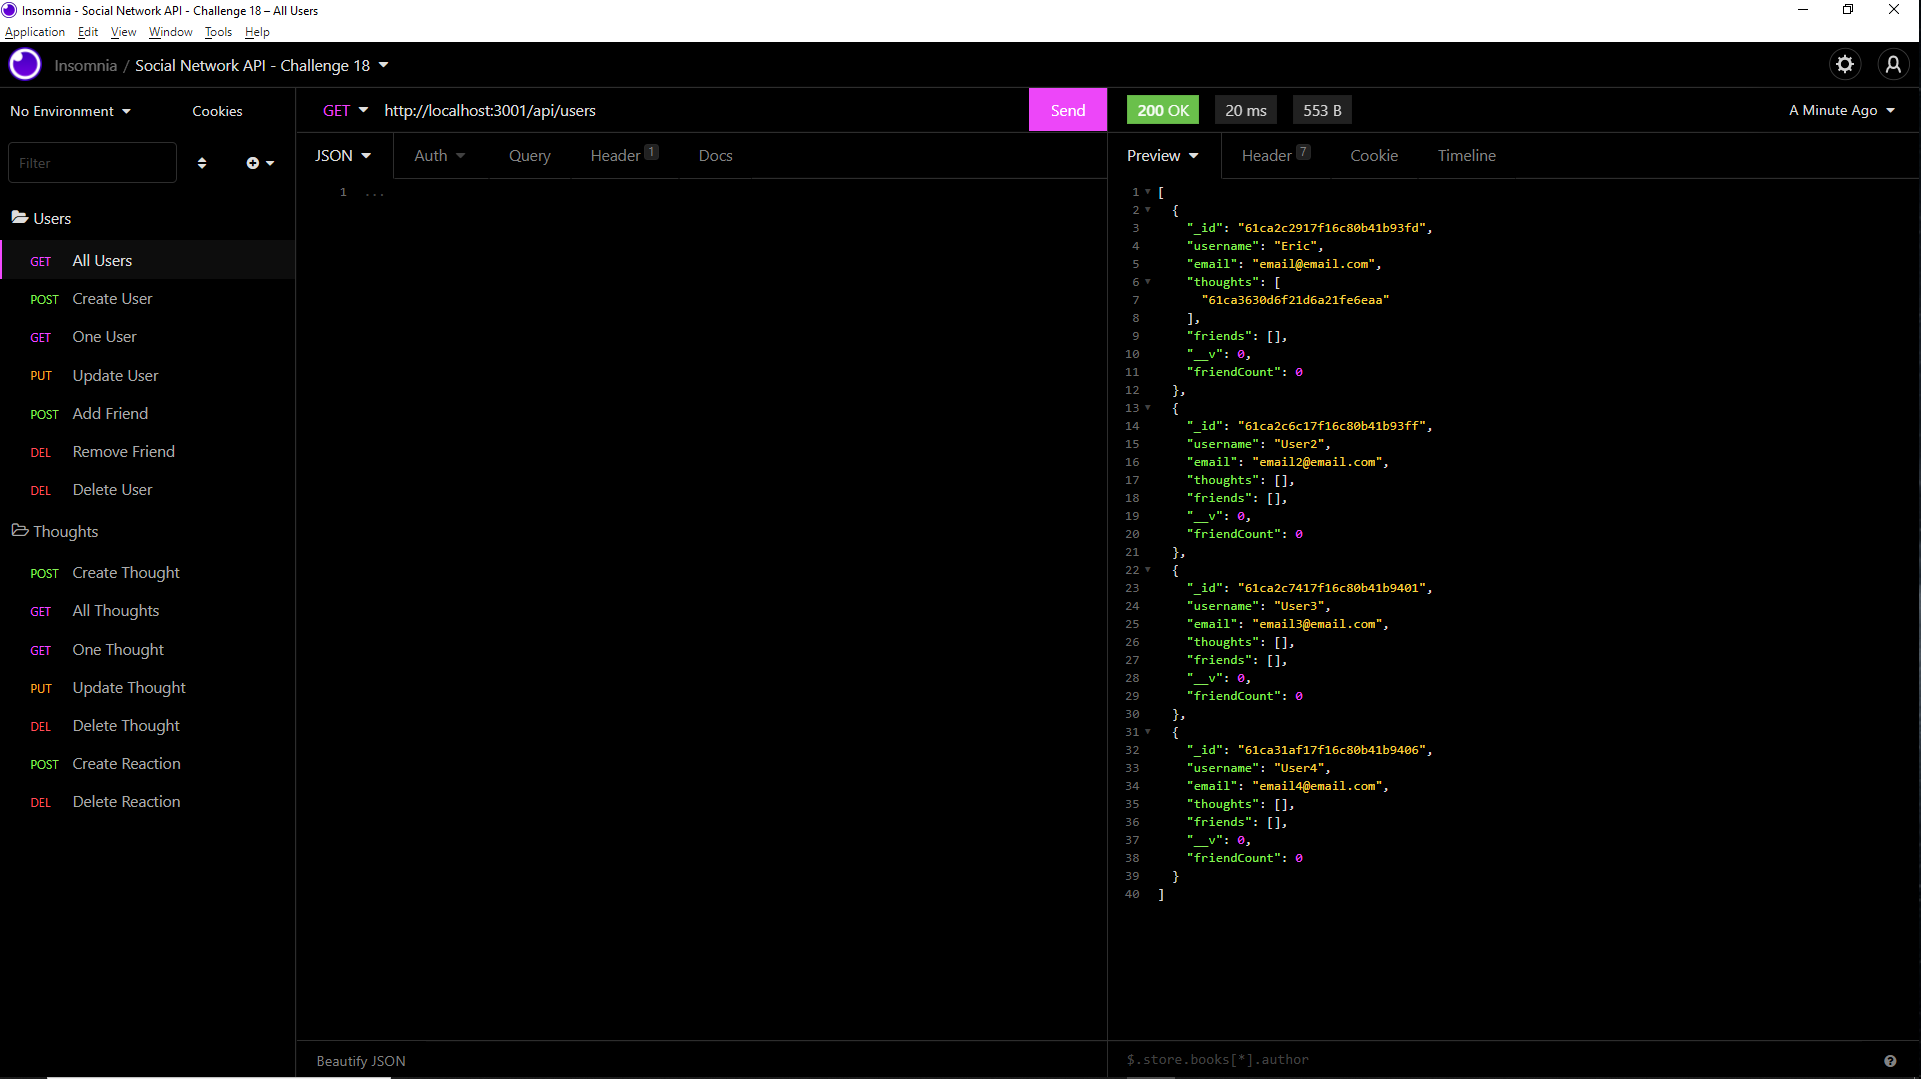 Insomnia - Social Network API - Challenge 18 – All Users
Application Edit View Window Tools Help
Insomnia / Social Network API - Challenge 18
No Environment Cookies
Filter
Users
GET All Users
POST Create User
GET One User
PUT Update User
POST Add Friend
DEL Remove Friend
DEL Delete User
Thoughts
POST Create Thought
GET All Thoughts
GET One Thought
PUT Update Thought
DEL Delete Thought
POST Create Reaction
DEL Delete Reaction
GET http://localhost:3001/api/users Send
JSON Auth Query Header 1 Docs
1 ...
Beautify JSON
200 OK 20 ms 553 B A Minute Ago
Preview Header 7 Cookie Timeline
1 [
2 {
3 "_id": "61ca2c2917f16c80b41b93fd",
4 "username": "Eric",
5 "email": "email@email.com",
6 "thoughts": [
7 "61ca3630d6f21d6a21fe6eaa"
8 ],
9 "friends": [],
10 "__v": 0,
11 "friendCount": 0
12 },
13 {
14 "_id": "61ca2c6c17f16c80b41b93ff",
15 "username": "User2",
16 "email": "email2@email.com",
17 "thoughts": [],
18 "friends": [],
19 "__v": 0,
20 "friendCount": 0
21 },
22 {
23 "_id": "61ca2c7417f16c80b41b9401",
24 "username": "User3",
25 "email": "email3@email.com",
26 "thoughts": [],
27 "friends": [],
28 "__v": 0,
29 "friendCount": 0
30 },
31 {
32 "_id": "61ca31af17f16c80b41b9406",
33 "username": "User4",
34 "email": "email4@email.com",
35 "thoughts": [],
36 "friends": [],
37 "__v": 0,
38 "friendCount": 0
39 }
40 ]
$.store.books[*].author